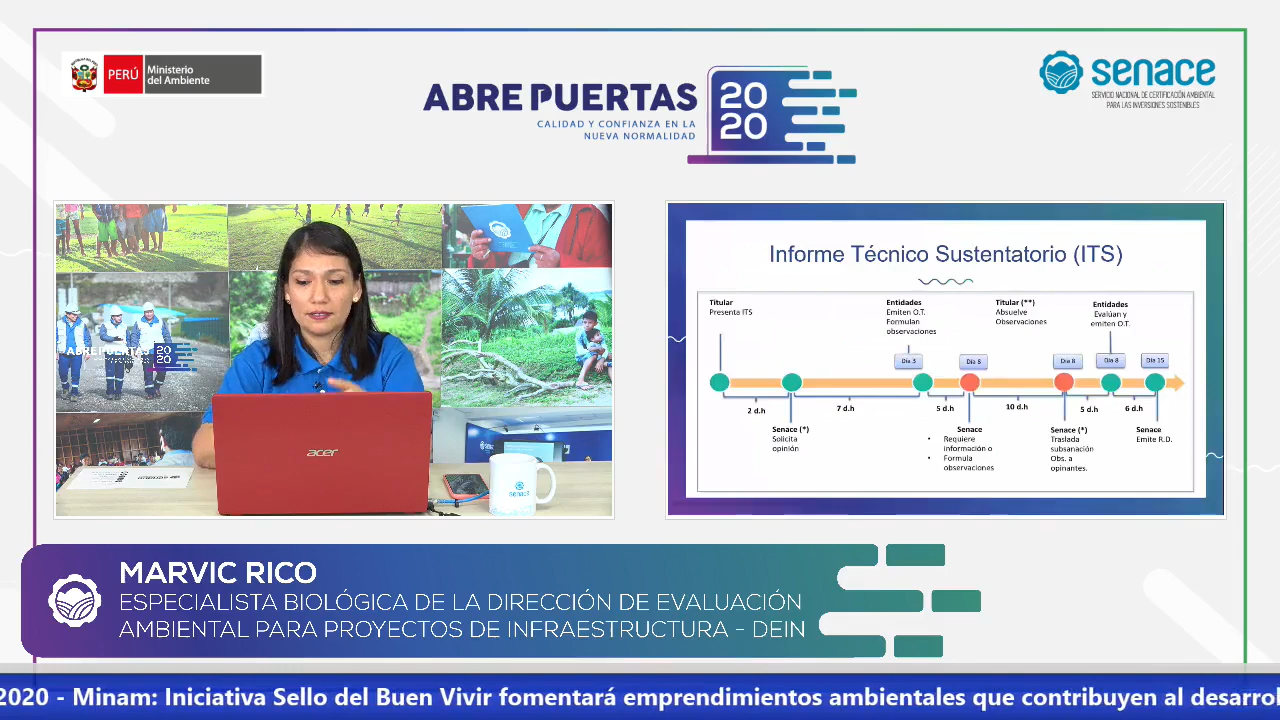 PERÚ
Ministerio
del Ambiente
ABRE PUERTAS
CALIDAD Y CONFIANZA EN LA
NUEVA NORMALIDAD
20
20
senace
SERVICIO NACIONAL DE CERTIFICACIÓN AMBIENTAL
PARA LAS INVERSIONES SOSTENIBLES
ABRE PUERTAS
20
20
acer
senace
Informe Técnico Sustentatorio (ITS)
Titular
Presenta ITS
Entidades
Emiten O.T.
Formulan
observaciones
Titular (**)
Absuelve
Observaciones
Entidades
Evalúan y
emiten O.T.
Día 3
Día 8
Día 8
Día 8
Día 15
2 d.h
7 d.h
5 d.h
10 d.h
5 d.h
6 d.h
Senace (*)
Solicita
opinión
Senace
• Requiere
información o
• Formula
observaciones
Senace (*)
Traslada
subsanación
Obs. a
opinantes.
Senace
Emite R.D.
MARVIC RICO
ESPECIALISTA BIOLÓGICA DE LA DIRECCIÓN DE EVALUACIÓN
AMBIENTAL PARA PROYECTOS DE INFRAESTRUCTURA - DEIN
2020 - Minam: Iniciativa Sello del Buen Vivir fomentará emprendimientos ambientales que contribuyen al desarrol